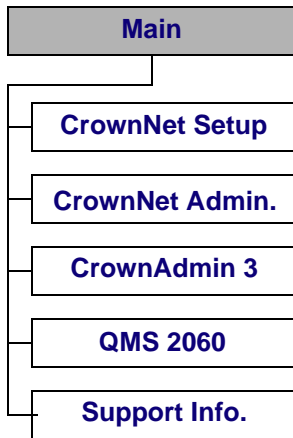 Main
CrownNet Setup
CrownNet Admin.
CrownAdmin 3
QMS 2060
Support Info.